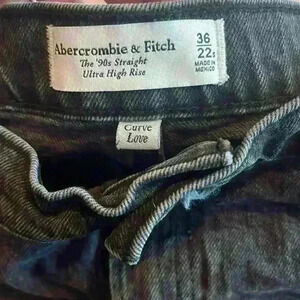 Abercrombie & Fitch
The '90s Straight
Ultra High Rise
36
22s
MADE IN
MEXICO
Curve
Love